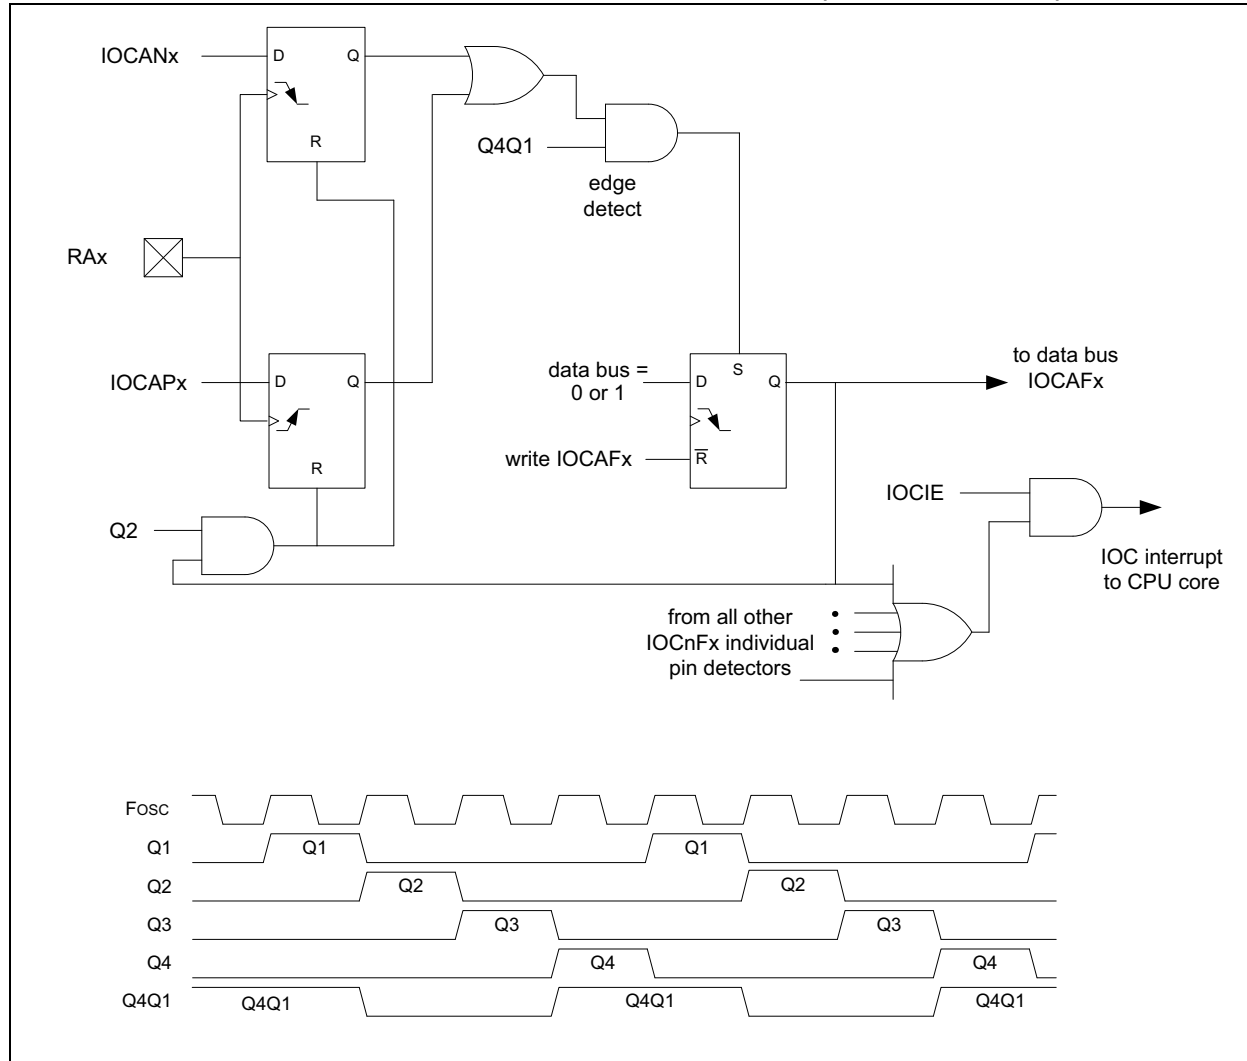 IOCANx
D
Q
R
Q4Q1
edge
detect
RAx
IOCAPx
D
Q
R
data bus =
0 or 1
D
S
Q
to data bus
IOCAFx
write IOCAFx
R̅
IOCIE
Q2
IOC interrupt
to CPU core
from all other
IOCnFx individual
pin detectors
FOSC
Q1
Q1
Q1
Q2
Q2
Q2
Q3
Q3
Q3
Q4
Q4
Q4
Q4Q1
Q4Q1
Q4Q1
Q4Q1